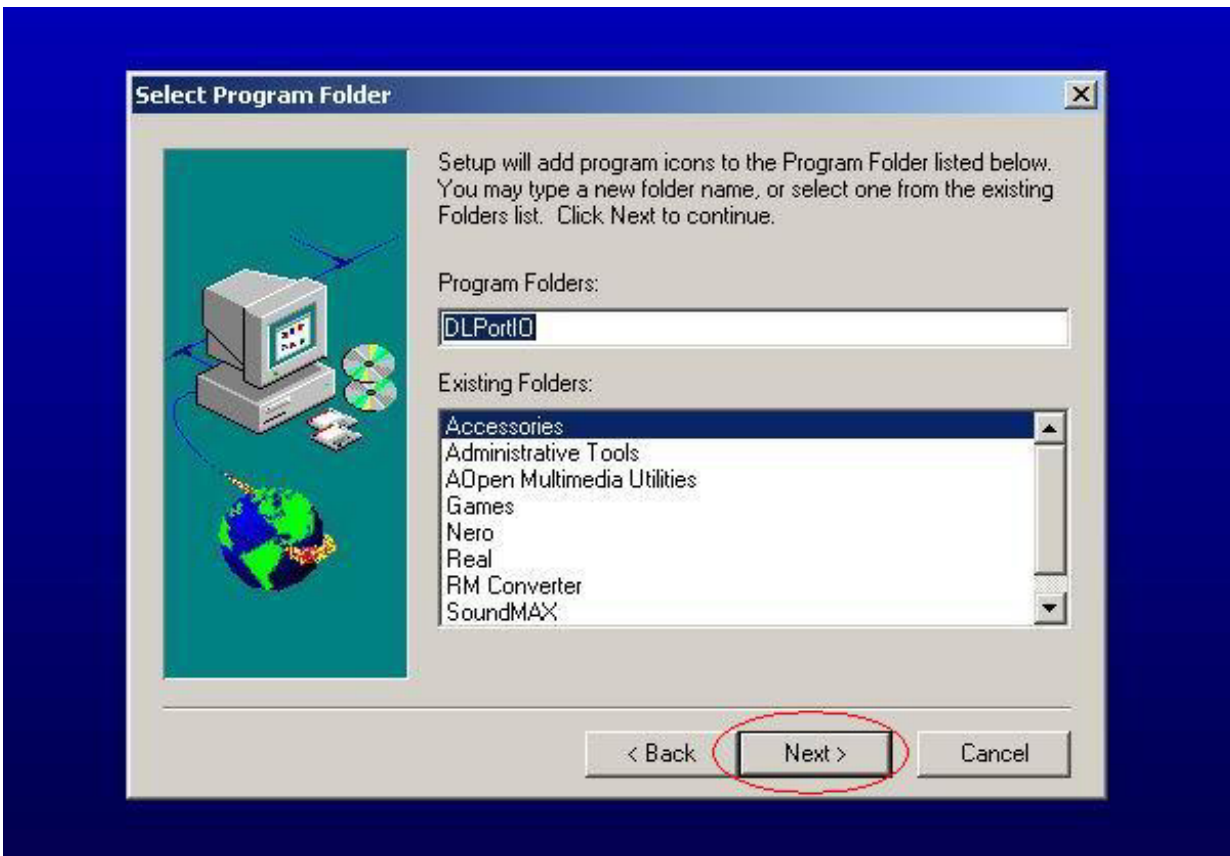 Select Program Folder
Setup will add program icons to the Program Folder listed below.
You may type a new folder name, or select one from the existing
Folders list.  Click Next to continue.
Program Folders:
DLPortIO
Existing Folders:
Accessories
Administrative Tools
AOpen Multimedia Utilities
Games
Nero
Real
RM Converter
SoundMAX
< Back
Next >
Cancel